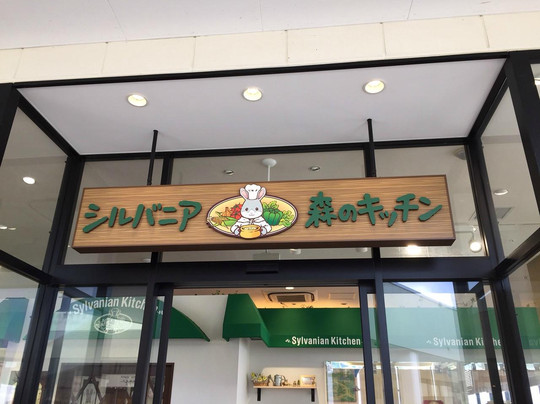 シルバニア 森のキッチン
Sylvanian Kitchen
Sylvanian Kitchen
Sylvanian Kitchen